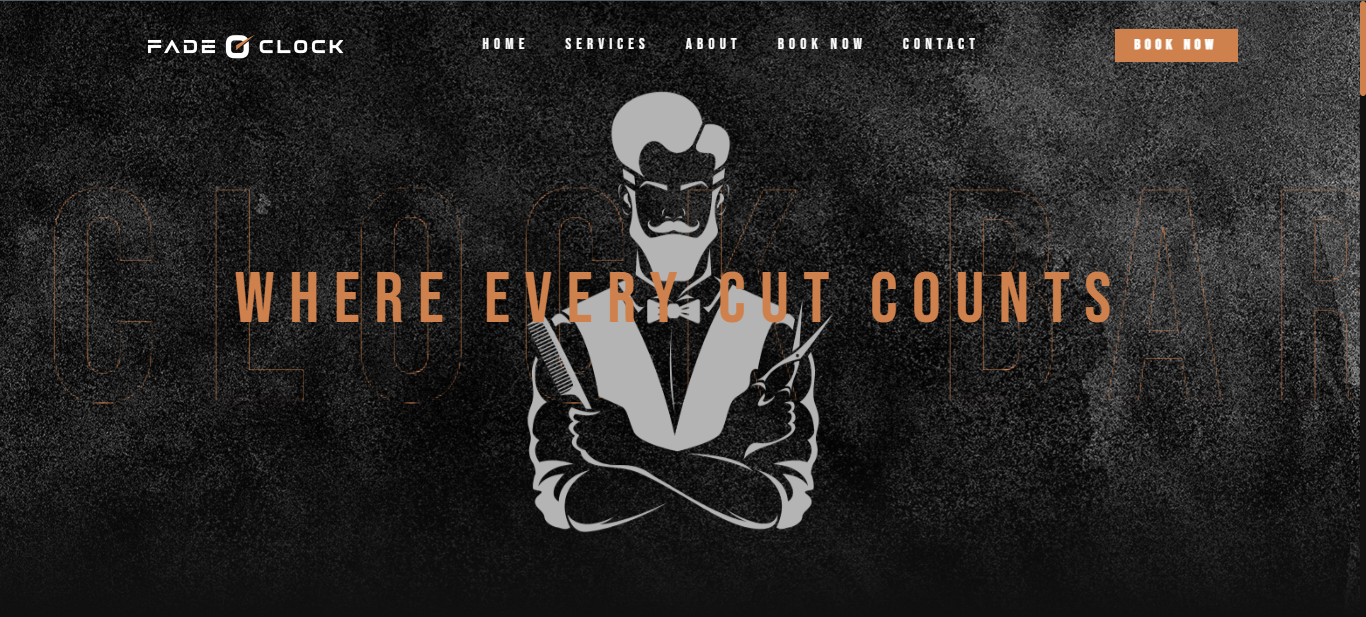 FADE CLOCK
HOME SERVICES ABOUT BOOK NOW CONTACT
BOOK NOW
CLOCK BAR
WHERE EVERY CUT COUNTS